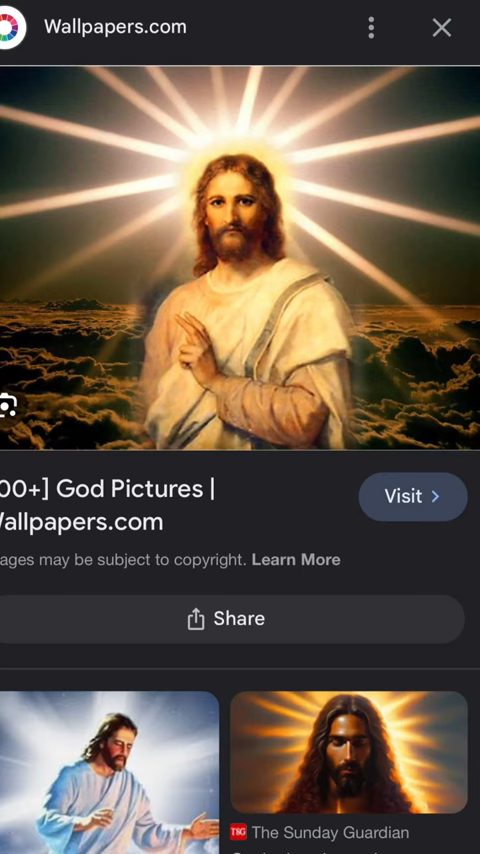 Wallpapers.com
00+] God Pictures |
Wallpapers.com
ages may be subject to copyright. Learn More
Visit
Share
TSG The Sunday Guardian